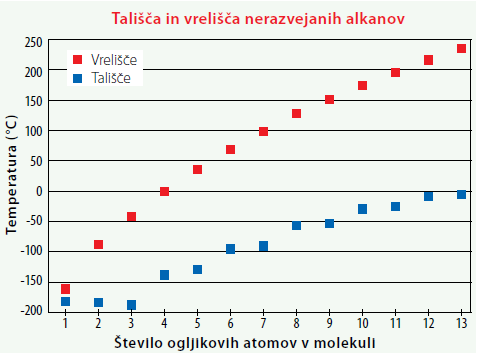 Tališča in vrelišča nerazvejanih alkanov
250
200
150
100
50
0
-50
-100
-150
-200
Vrelišče
Tališče
Temperatura (°C)
1 2 3 4 5 6 7 8 9 10 11 12 13
Število ogljikovih atomov v molekuli